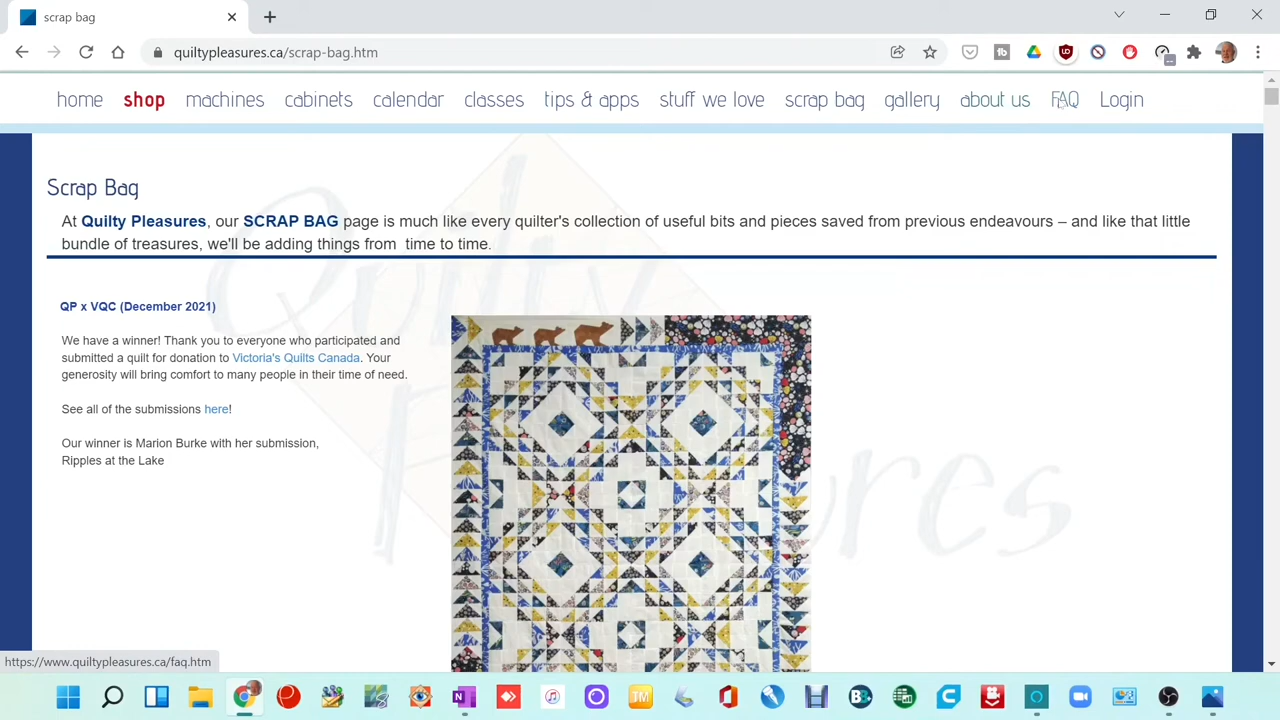 scrap bag
quiltypleasures.ca/scrap-bag.htm
home shop machines cabinets calendar classes tips & apps stuff we love scrap bag gallery about us FAQ Login
Scrap Bag
At Quilty Pleasures, our SCRAP BAG page is much like every quilter's collection of useful bits and pieces saved from previous endeavours – and like that little
bundle of treasures, we'll be adding things from time to time.
QP x VQC (December 2021)
We have a winner! Thank you to everyone who participated and
submitted a quilt for donation to Victoria's Quilts Canada. Your
generosity will bring comfort to many people in their time of need.
See all of the submissions here!
Our winner is Marion Burke with her submission,
Ripples at the Lake
Quilty
Pleasures
https://www.quiltypleasures.ca/faq.htm